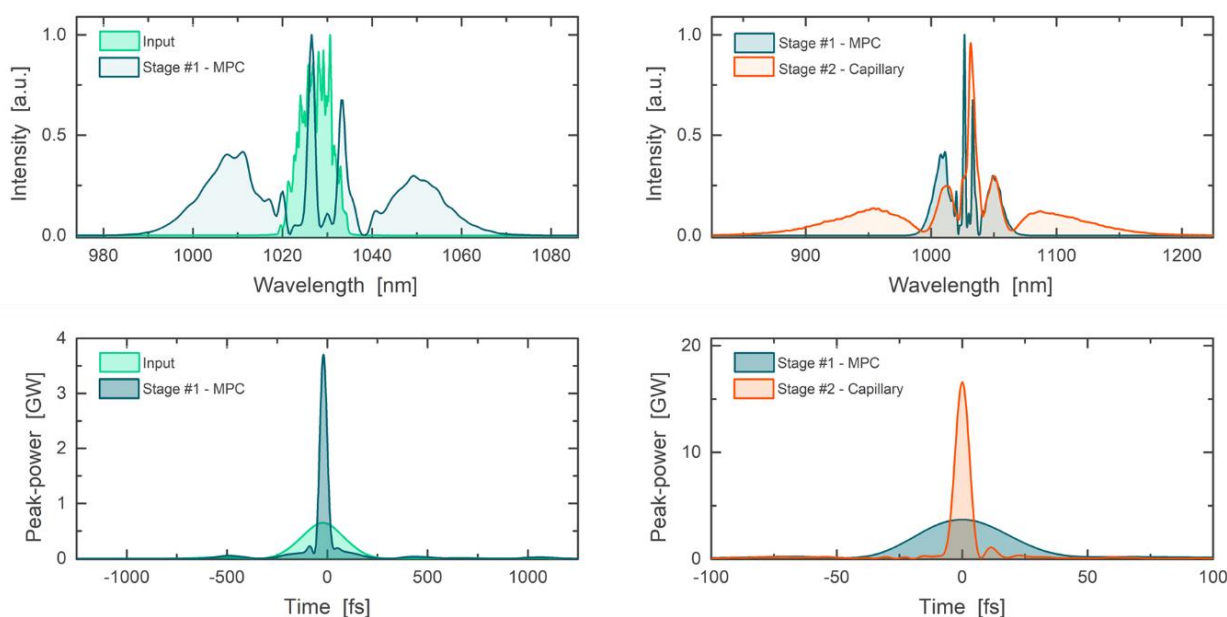 1.0
0.5
0.0
Intensity [a.u.]
Input
Stage #1 - MPC
980 1000 1020 1040 1060 1080
Wavelength [nm]
1.0
0.5
0.0
Intensity [a.u.]
Stage #1 - MPC
Stage #2 - Capillary
900 1000 1100 1200
Wavelength [nm]
4
3
2
1
0
Peak-power [GW]
Input
Stage #1 - MPC
-1000 -500 0 500 1000
Time [fs]
20
10
0
Peak-power [GW]
Stage #1 - MPC
Stage #2 - Capillary
-100 -50 0 50 100
Time [fs]